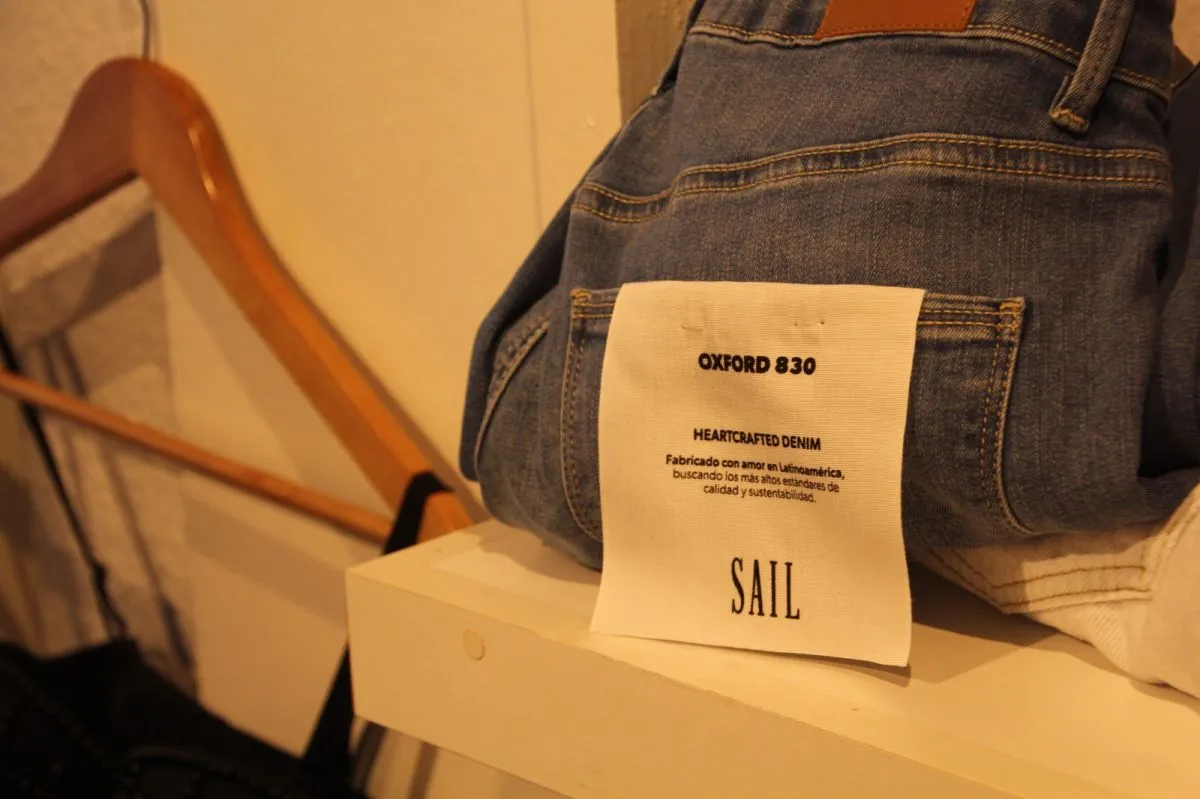 OXFORD 830
HEARTCRAFTED DENIM
Fabricado con amor en Latinoamérica,
buscando los más altos estándares de
calidad y sustentabilidad.
SAIL